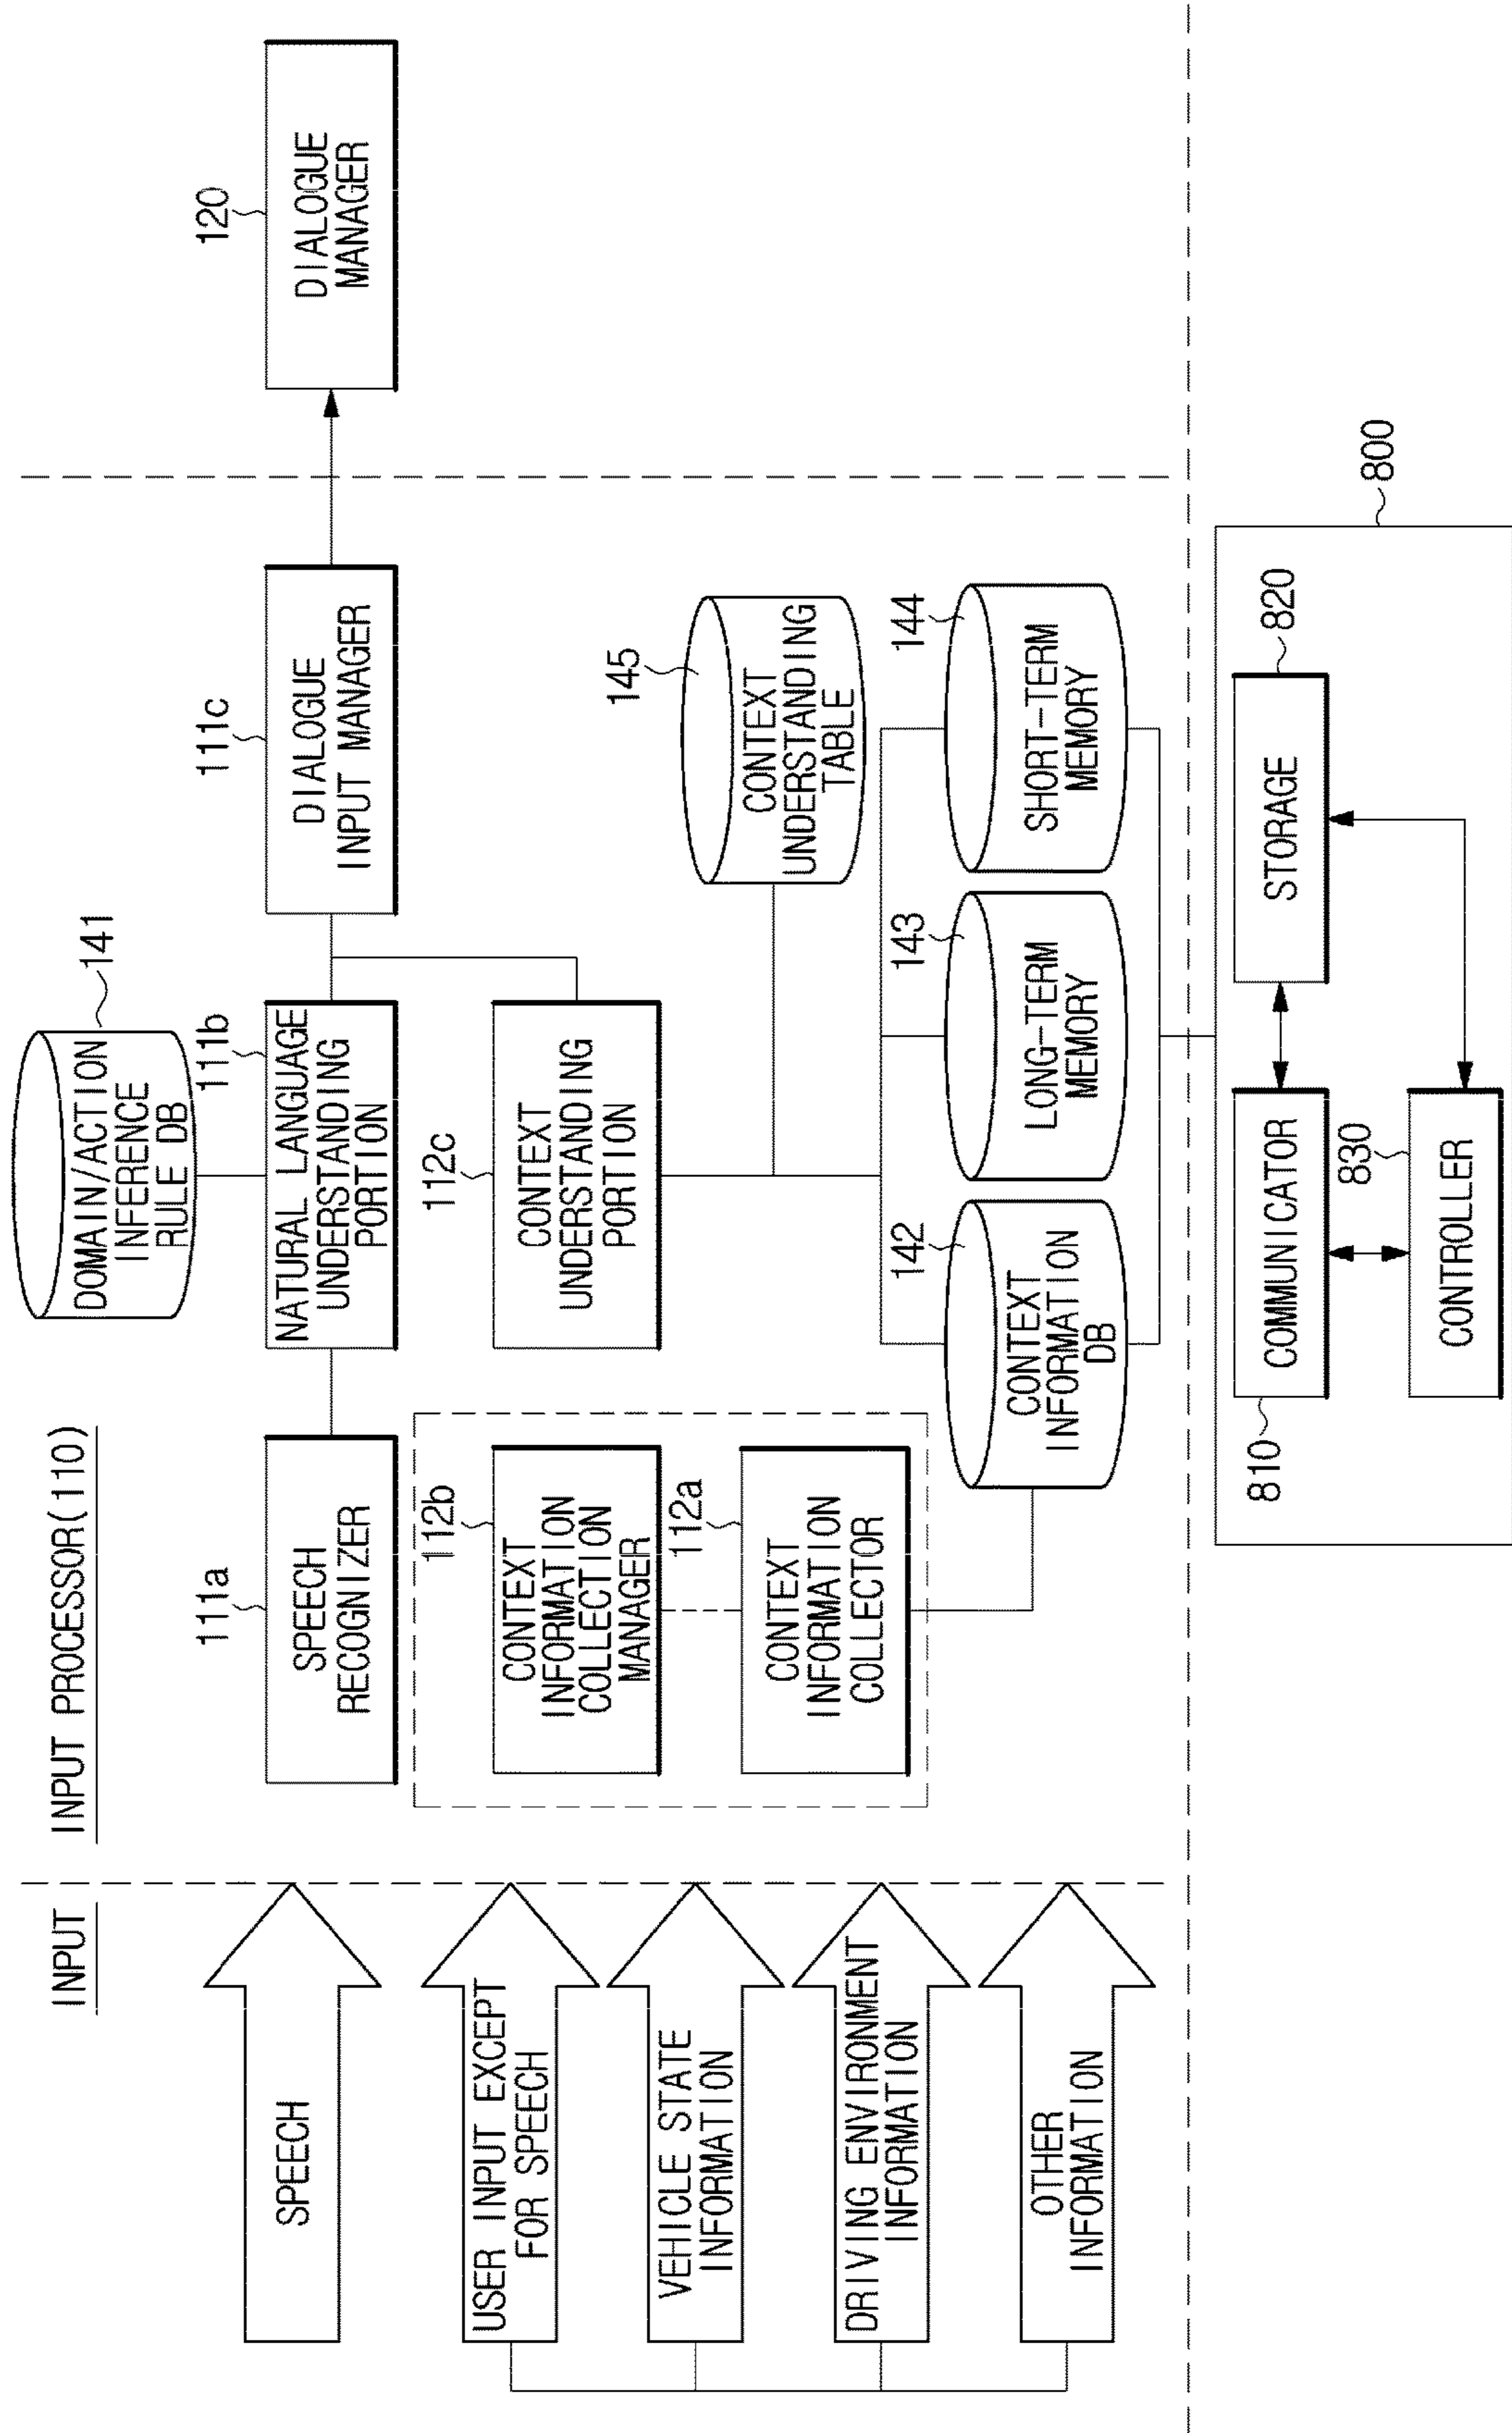 INPUT
INPUT PROCESSOR(110)
SPEECH
USER INPUT EXCEPT
FOR SPEECH
VEHICLE STATE
INFORMATION
DRIVING ENVIRONMENT
INFORMATION
OTHER
INFORMATION
111a
SPEECH
RECOGNIZER
112b
CONTEXT
INFORMATION
COLLECTION
MANAGER
112a
CONTEXT
INFORMATION
COLLECTOR
DOMAIN/ACTION
INFERENCE
RULE DB
141
111b
NATURAL LANGUAGE
UNDERSTANDING
PORTION
112c
CONTEXT
UNDERSTANDING
PORTION
111c
DIALOGUE
INPUT MANAGER
145
CONTEXT
UNDERSTANDING
TABLE
142
CONTEXT
INFORMATION
DB
143
LONG-TERM
MEMORY
144
SHORT-TERM
MEMORY
120
DIALOGUE
MANAGER
800
810
COMMUNICATOR
820
STORAGE
830
CONTROLLER